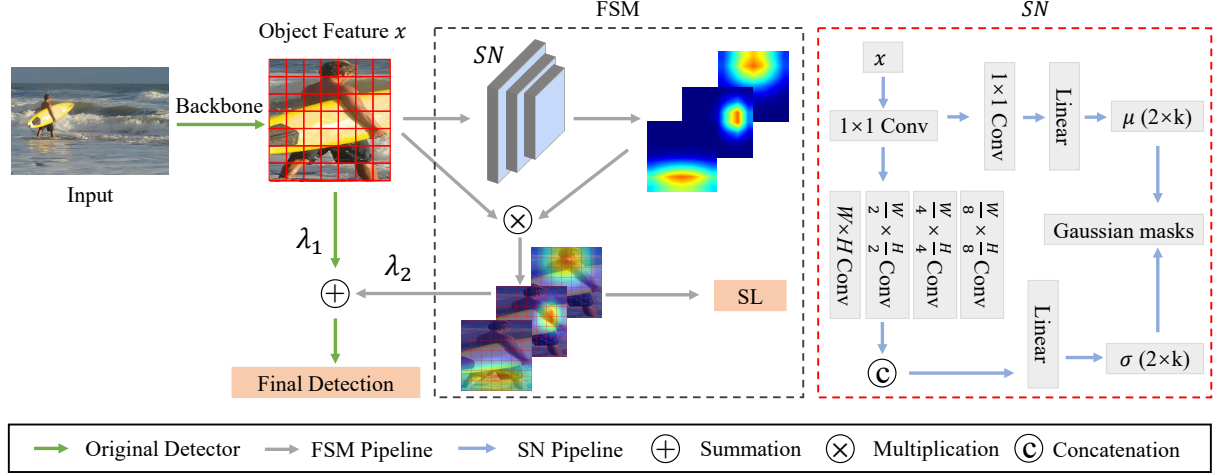 FSM
SN
Object Feature x
SN
x
Backbone
1×1 Conv
1×1 Conv
Linear
μ (2×k)
Input
W×H Conv
W/2 × H/2 Conv
W/4 × H/4 Conv
W/8 × H/8 Conv
Gaussian masks
λ1
λ2
SL
Linear
σ (2×k)
Final Detection
C
Original Detector
FSM Pipeline
SN Pipeline
+ Summation
× Multiplication
C Concatenation